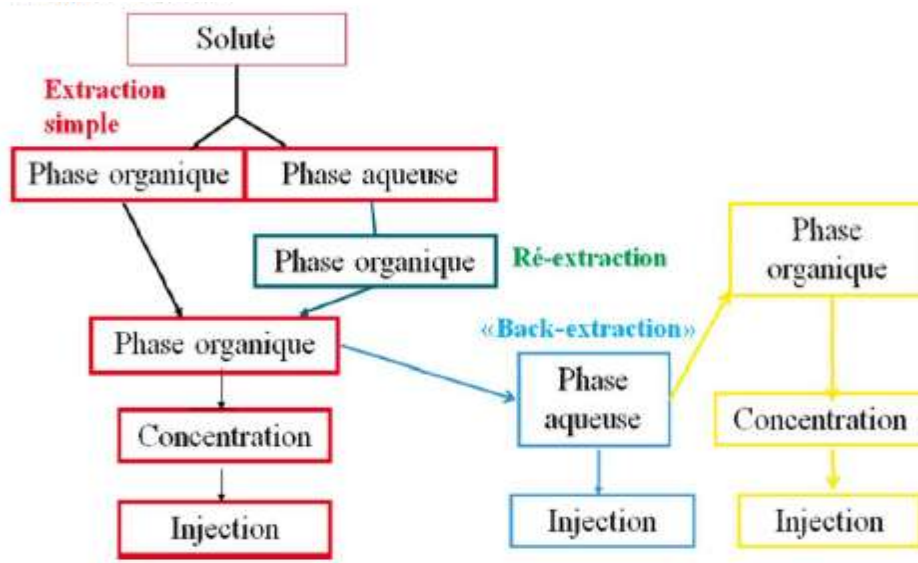 Soluté
Extraction
simple
Phase organique
Phase aqueuse
Phase organique
Ré-extraction
Phase
organique
Phase organique
«Back-extraction»
Phase
aqueuse
Concentration
Concentration
Injection
Injection
Injection